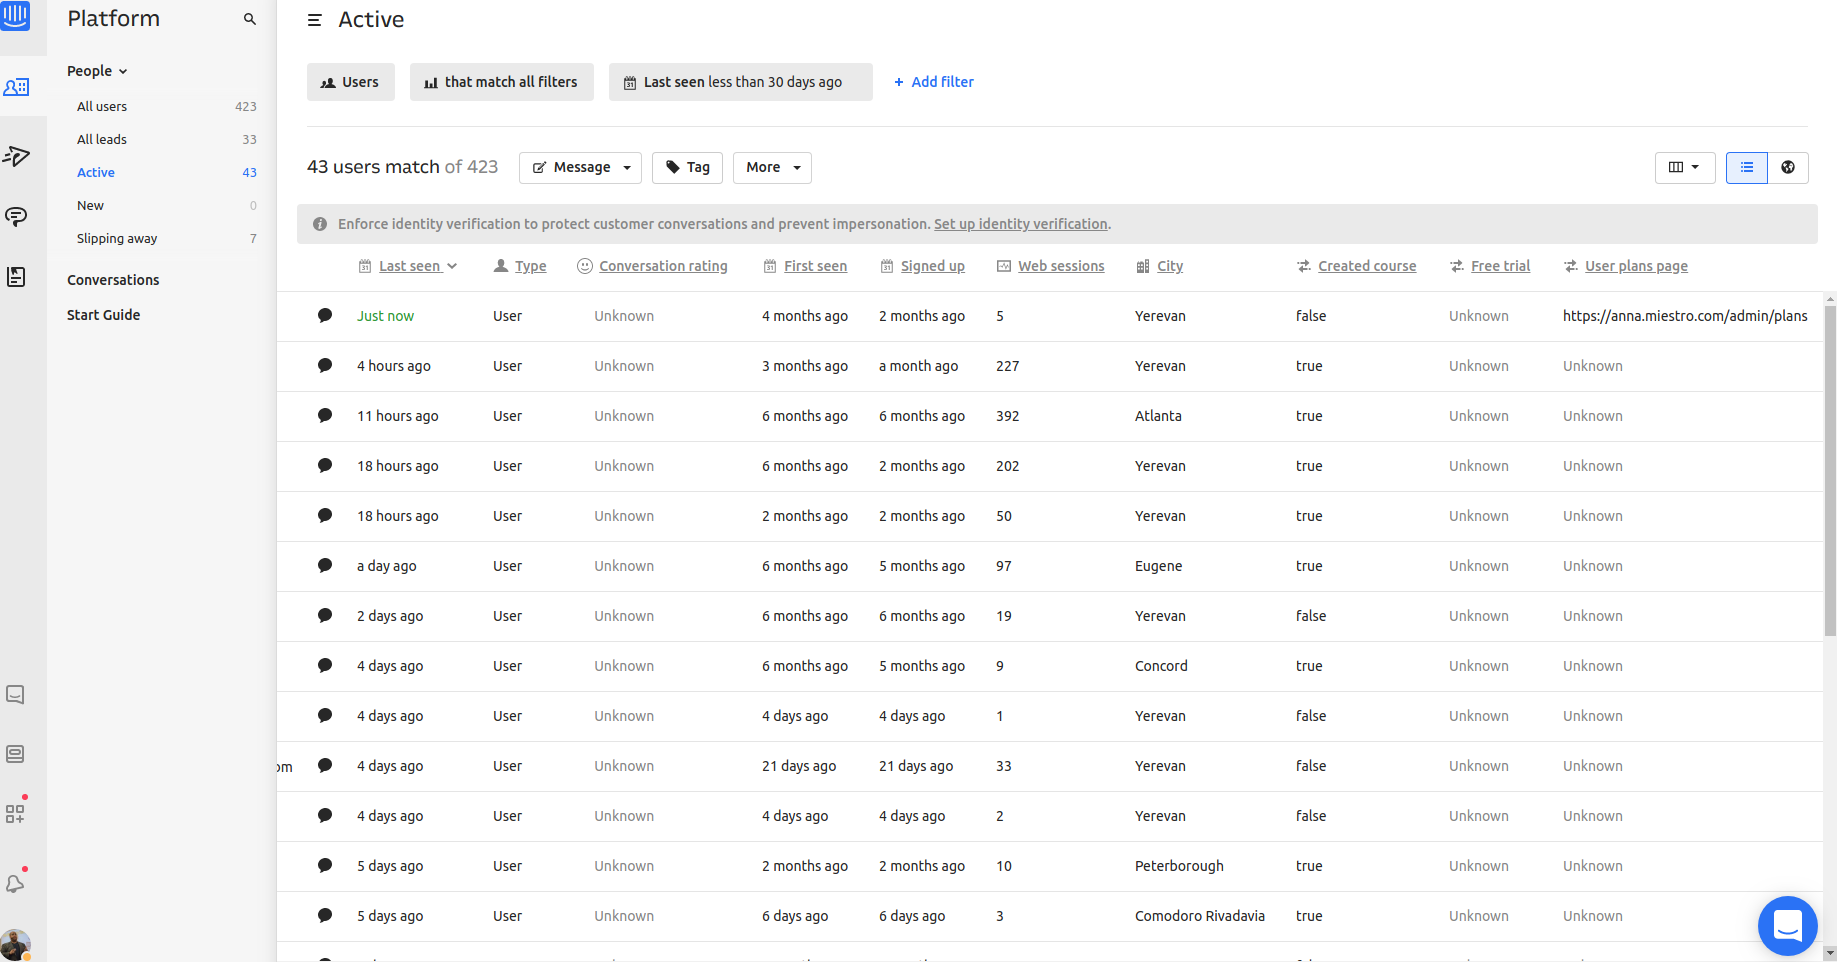 Platform
People
All users 423
All leads 33
Active 43
New 0
Slipping away 7
Conversations
Start Guide
Active
Users that match all filters Last seen less than 30 days ago + Add filter
43 users match of 423 Message Tag More
Enforce identity verification to protect customer conversations and prevent impersonation. Set up identity verification.
Last seen Type Conversation rating First seen Signed up Web sessions City Created course Free trial User plans page
Just now User Unknown 4 months ago 2 months ago 5 Yerevan false Unknown https://anna.miestro.com/admin/plans
4 hours ago User Unknown 3 months ago a month ago 227 Yerevan true Unknown Unknown
11 hours ago User Unknown 6 months ago 6 months ago 392 Atlanta true Unknown Unknown
18 hours ago User Unknown 6 months ago 2 months ago 202 Yerevan true Unknown Unknown
18 hours ago User Unknown 2 months ago 2 months ago 50 Yerevan true Unknown Unknown
a day ago User Unknown 6 months ago 5 months ago 97 Eugene true Unknown Unknown
2 days ago User Unknown 6 months ago 6 months ago 19 Yerevan false Unknown Unknown
4 days ago User Unknown 6 months ago 5 months ago 9 Concord true Unknown Unknown
4 days ago User Unknown 4 days ago 4 days ago 1 Yerevan false Unknown Unknown
om 4 days ago User Unknown 21 days ago 21 days ago 33 Yerevan false Unknown Unknown
4 days ago User Unknown 4 days ago 4 days ago 2 Yerevan false Unknown Unknown
5 days ago User Unknown 2 months ago 2 months ago 10 Peterborough true Unknown Unknown
5 days ago User Unknown 6 days ago 6 days ago 3 Comodoro Rivadavia true Unknown Unknown